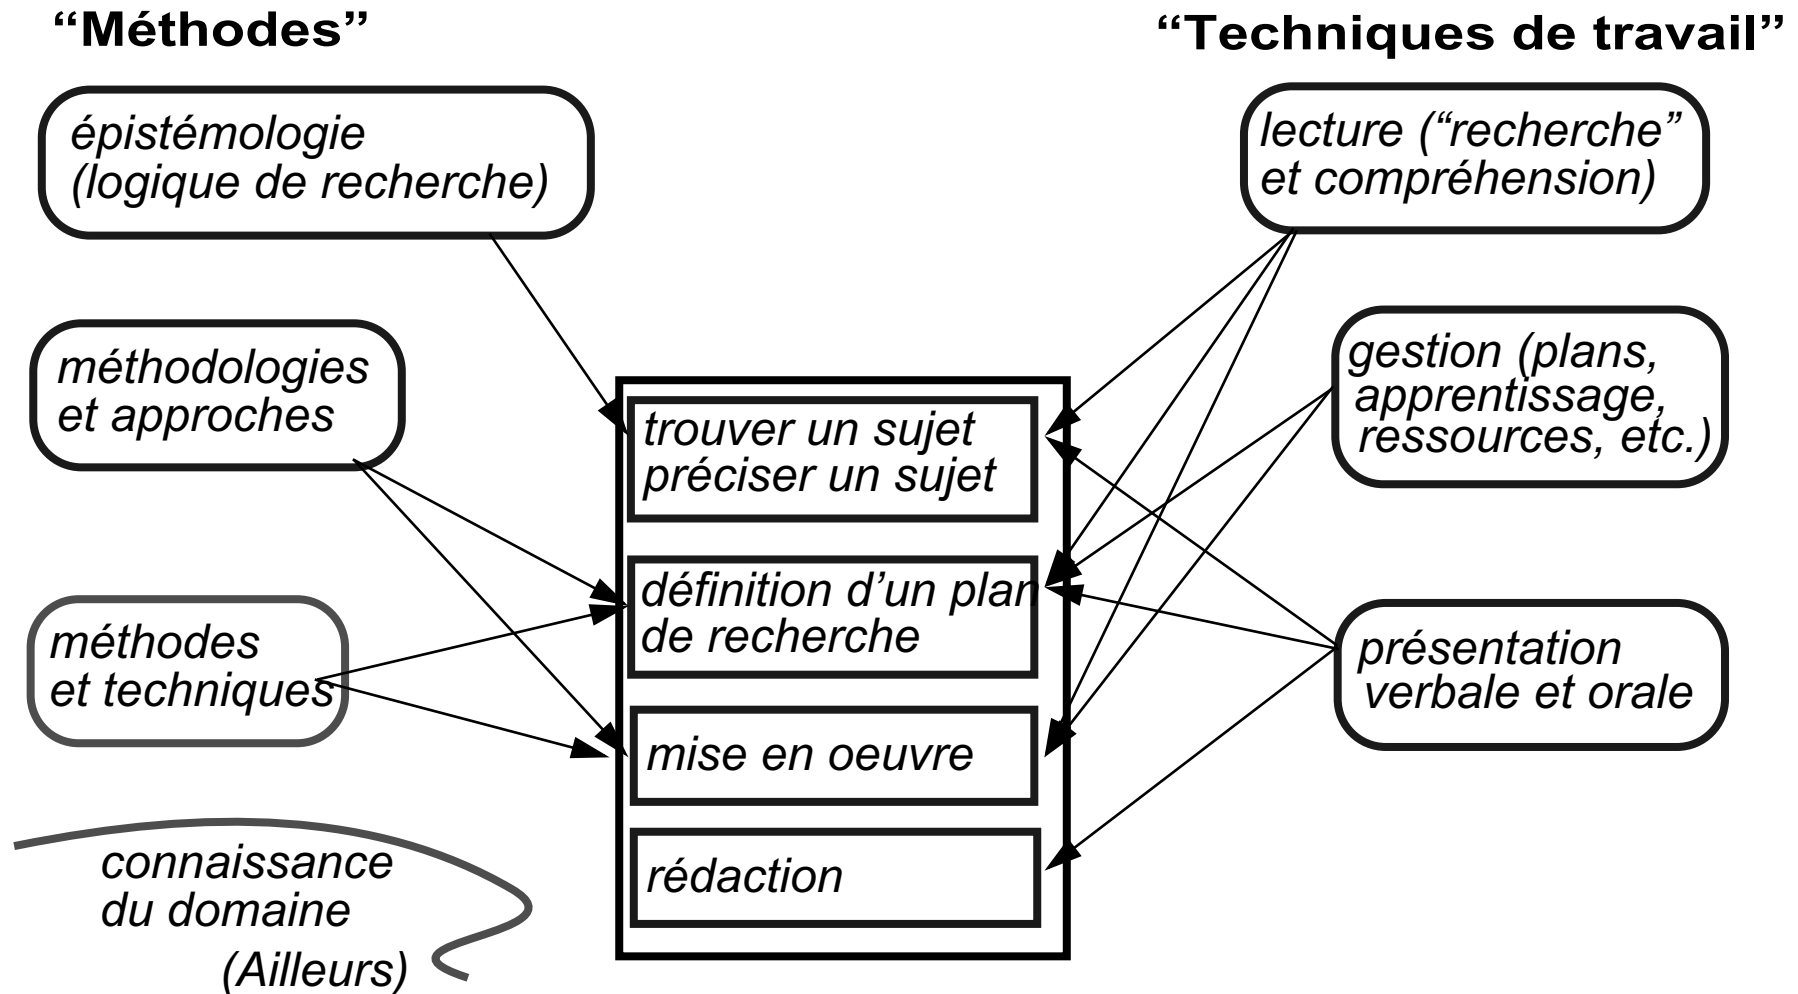 “Méthodes”
“Techniques de travail”
épistémologie
(logique de recherche)
lecture (“recherche”
et compréhension)
méthodologies
et approches
gestion (plans,
apprentissage,
ressources, etc.)
trouver un sujet
préciser un sujet
définition d’un plan
de recherche
méthodes
et techniques
présentation
verbale et orale
mise en oeuvre
rédaction
connaissance
du domaine
(Ailleurs)